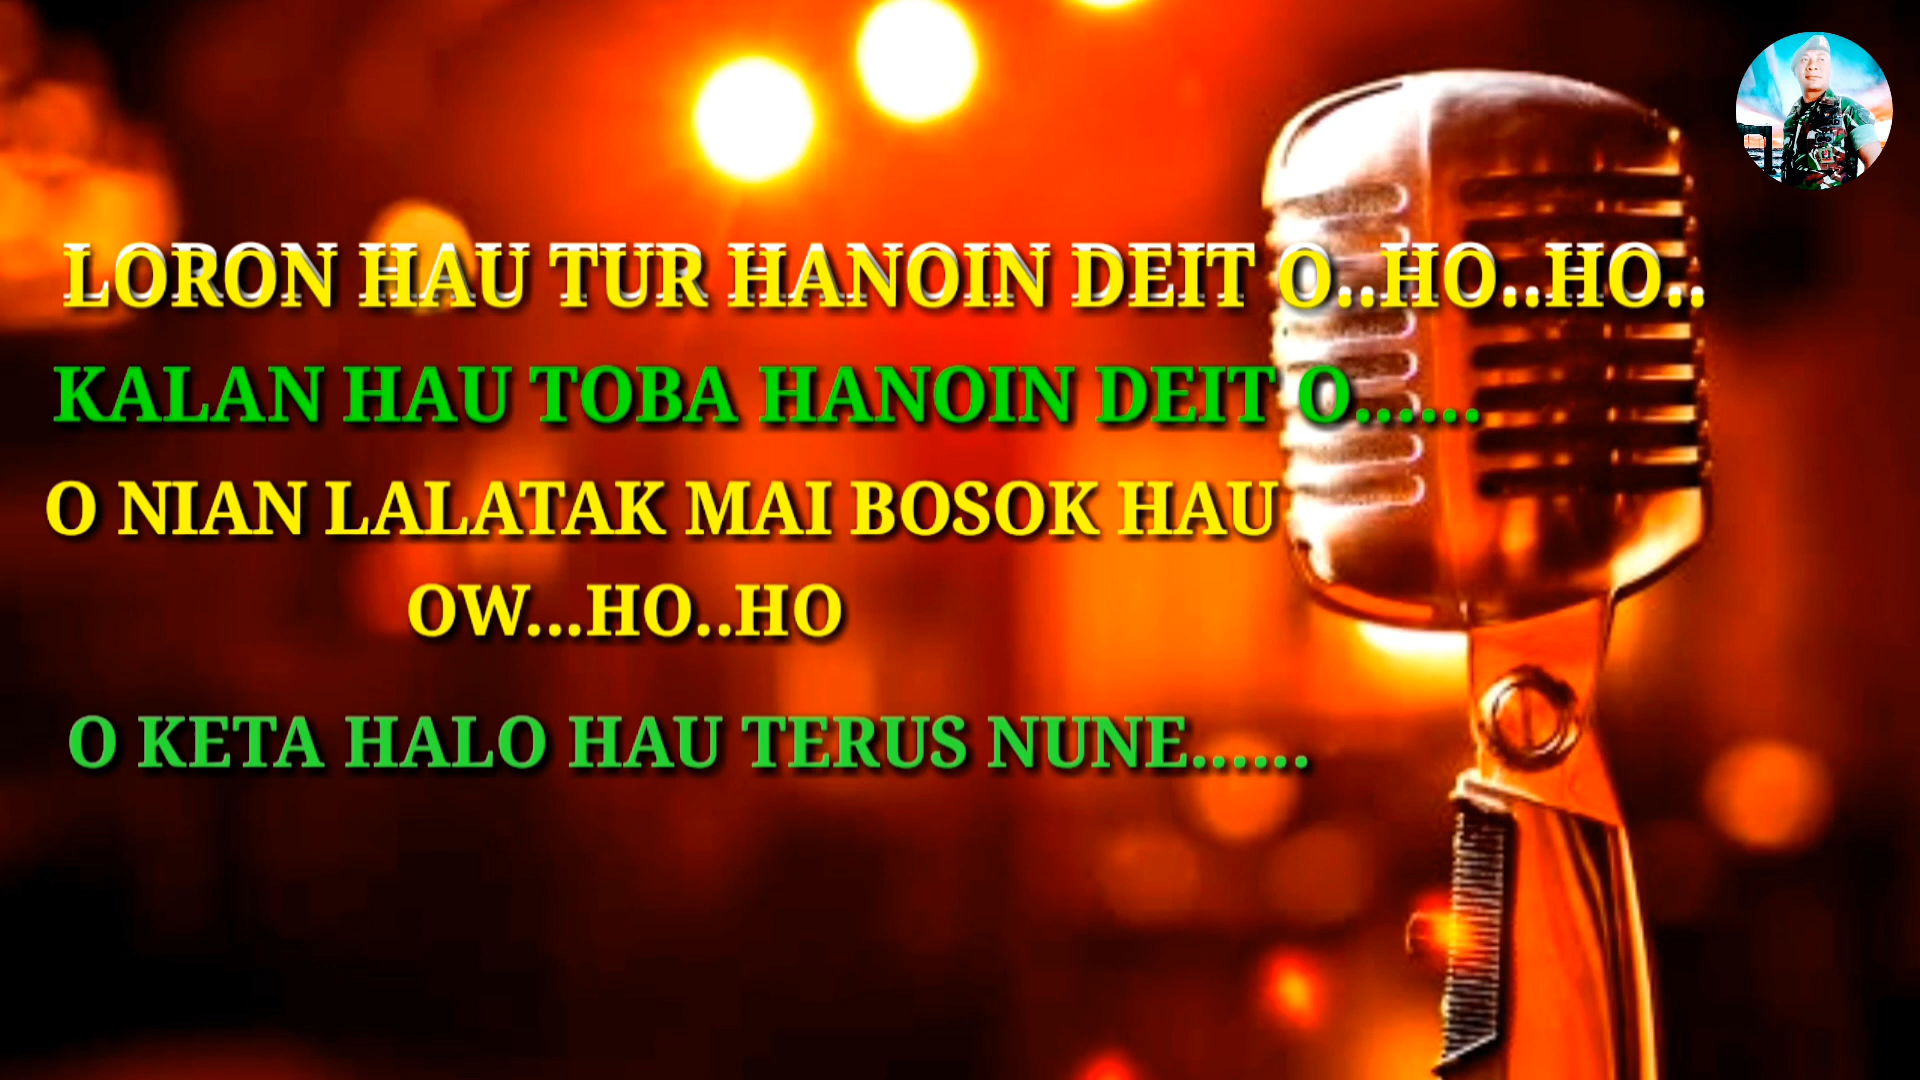 LORON HAU TUR HANOIN DEIT O..HO..HO..
KALAN HAU TOBA HANOIN DEIT O......
O NIAN LALATAK MAI BOSOK HAU
OW...HO..HO
O KETA HALO HAU TERUS NUNE......